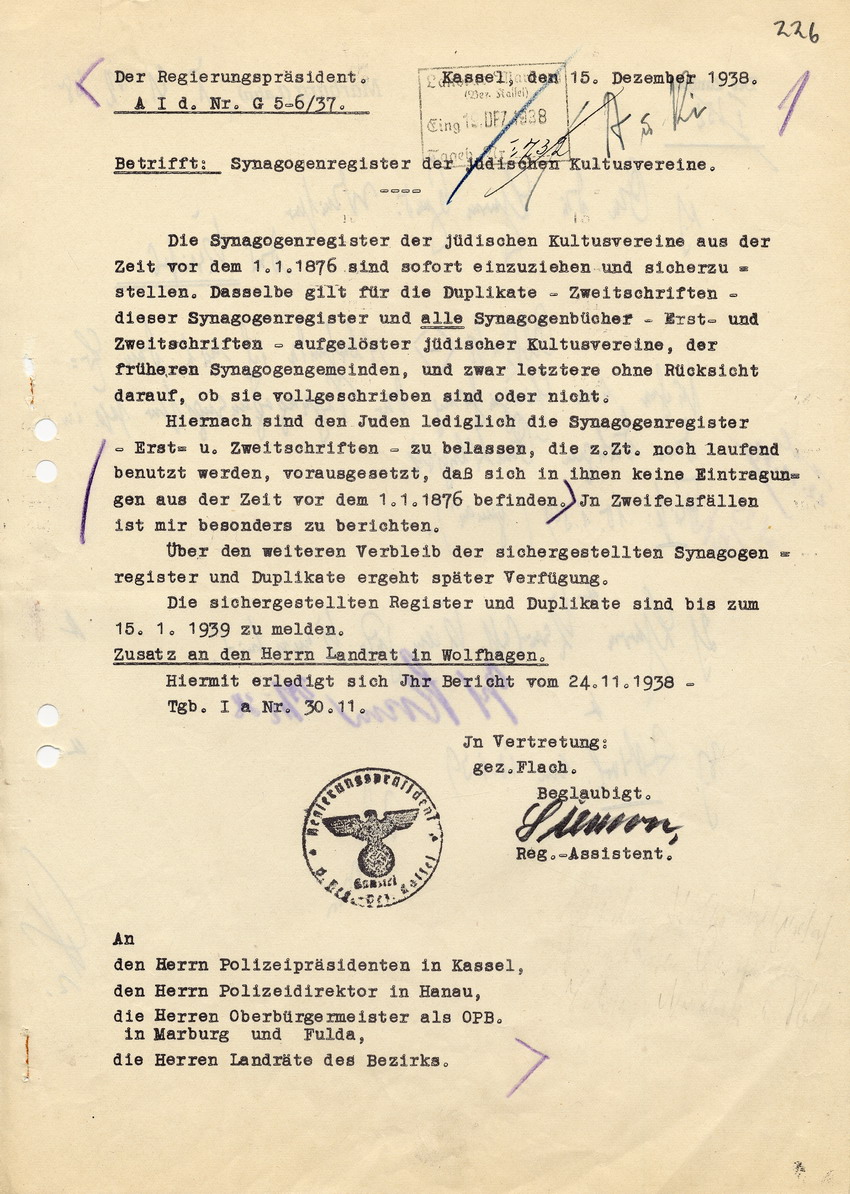 226
Der Regierungspräsident.
Kassel, den 15. Dezember 1938.
A I d. Nr. G 5-6/37.
(Bez. Kassel)
Eing. DEZ. 1938
Tageb. Nr. I.732
Betrifft: Synagogenregister der jüdischen Kultusvereine.
----
Die Synagogenregister der jüdischen Kultusvereine aus der
Zeit vor dem 1.1.1876 sind sofort einzuziehen und sicherzu =
stellen. Dasselbe gilt für die Duplikate - Zweitschriften -
dieser Synagogenregister und alle Synagogenbücher - Erst= und
Zweitschriften - aufgelöster jüdischer Kultusvereine, der
früheren Synagogengemeinden, und zwar letztere ohne Rücksicht
darauf, ob sie vollgeschrieben sind oder nicht.
Hiernach sind den Juden lediglich die Synagogenregister
- Erst= u. Zweitschriften - zu belassen, die z.Zt. noch laufend
benutzt werden, vorausgesetzt, daß sich in ihnen keine Eintragun=
gen aus der Zeit vor dem 1.1.1876 befinden. Jn Zweifelsfällen
ist mir besonders zu berichten.
Über den weiteren Verbleib der sichergestellten Synagogen =
register und Duplikate ergeht später Verfügung.
Die sichergestellten Register und Duplikate sind bis zum
15. 1. 1939 zu melden.
Zusatz an den Herrn Landrat in Wolfhagen.
Hiermit erledigt sich Jhr Bericht vom 24.11.1938 -
Tgb. I a Nr. 30.11.
Jn Vertretung:
gez.Flach.
Beglaubigt.
Reg.-Assistent.
Regierungspräsident
Kassel
An
den Herrn Polizeipräsidenten in Kassel,
den Herrn Polizeidirektor in Hanau,
die Herren Oberbürgermeister als OPB.
in Marburg und Fulda,
die Herren Landräte des Bezirks.